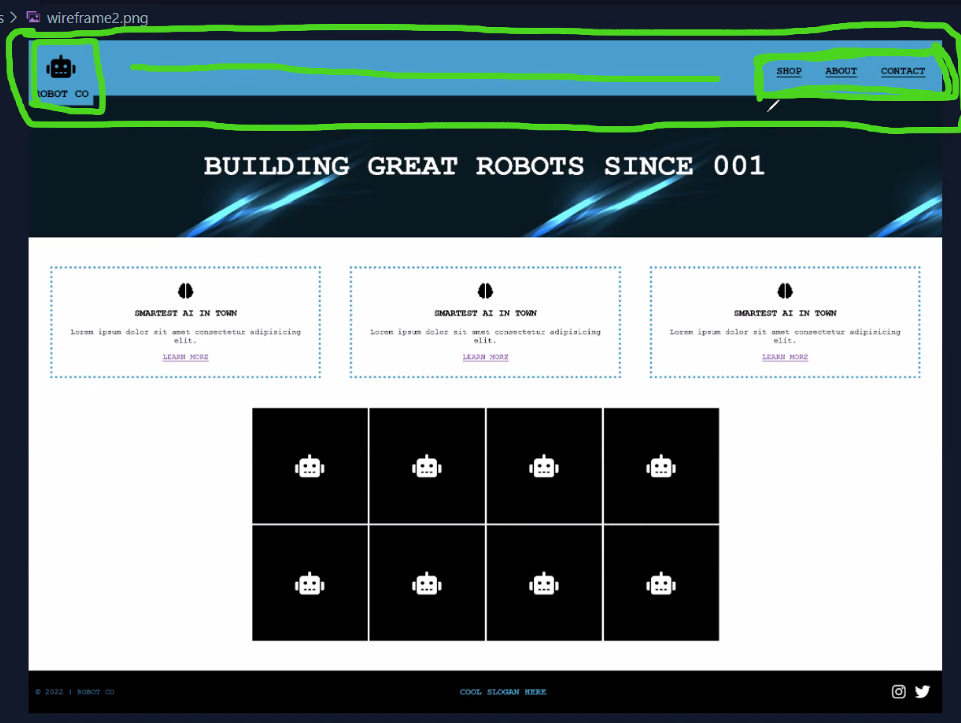 s > wireframe2.png
ROBOT CO
SHOP ABOUT CONTACT
BUILDING GREAT ROBOTS SINCE 001
SMARTEST AI IN TOWN
Lorem ipsum dolor sit amet consectetur adipisicing
elit.
LEARN MORE
SMARTEST AI IN TOWN
Lorem ipsum dolor sit amet consectetur adipisicing
elit.
LEARN MORE
SMARTEST AI IN TOWN
Lorem ipsum dolor sit amet consectetur adipisicing
elit.
LEARN MORE
© 2022 | ROBOT CO
COOL SLOGAN HERE